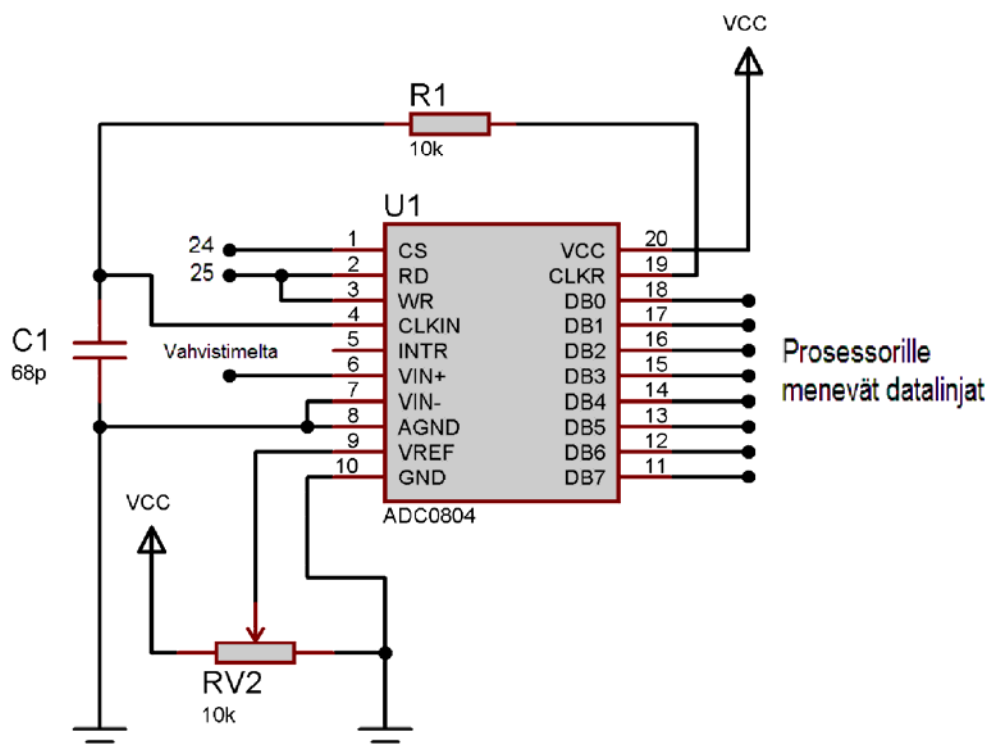 VCC
R1
10k
U1
24 1 CS VCC 20
25 2 RD CLKR 19
3 WR DB0 18
4 CLKIN DB1 17
5 INTR DB2 16
6 VIN+ DB3 15
7 VIN- DB4 14
8 AGND DB5 13
9 VREF DB6 12
10 GND DB7 11
ADC0804
C1
68p
Vahvistimelta
Prosessorille
menevät datalinjat
VCC
RV2
10k